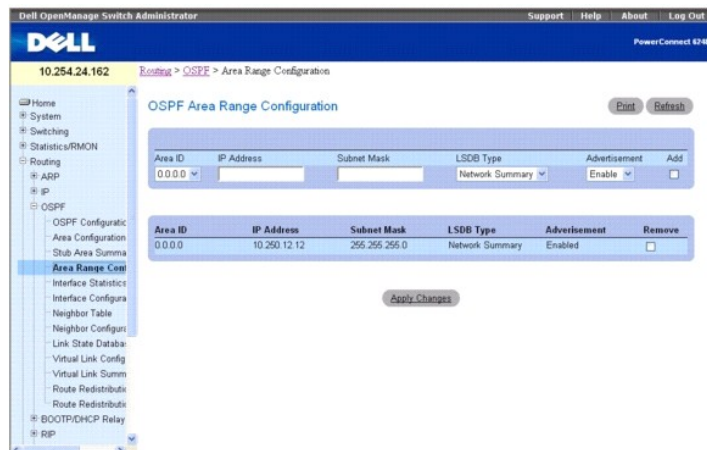 Dell OpenManage Switch Administrator
Support Help About Log Out
DELL
PowerConnect
10.254.24.162
Routing > OSPF > Area Range Configuration
Home
System
Switching
Statistics/RMON
Routing
ARP
IP
OSPF
OSPF Configuratic
Area Configuration
Stub Area Summa
Area Range Conf
Interface Statistics
Interface Configura
Neighbor Table
Neighbor Configura
Link State Databas
Virtual Link Config
Virtual Link Summ
Route Redistributic
Route Redistributic
BOOTP/DHCP Relay
RIP
OSPF Area Range Configuration
Print Refresh
Area ID IP Address Subnet Mask LSDB Type Advertisement Add
0.0.0.0 Network Summary Enable
Area ID IP Address Subnet Mask LSDB Type Adverisement Remove
0.0.0.0 10.250.12.12 255.255.255.0 Network Summary Enabled
Apply Changes